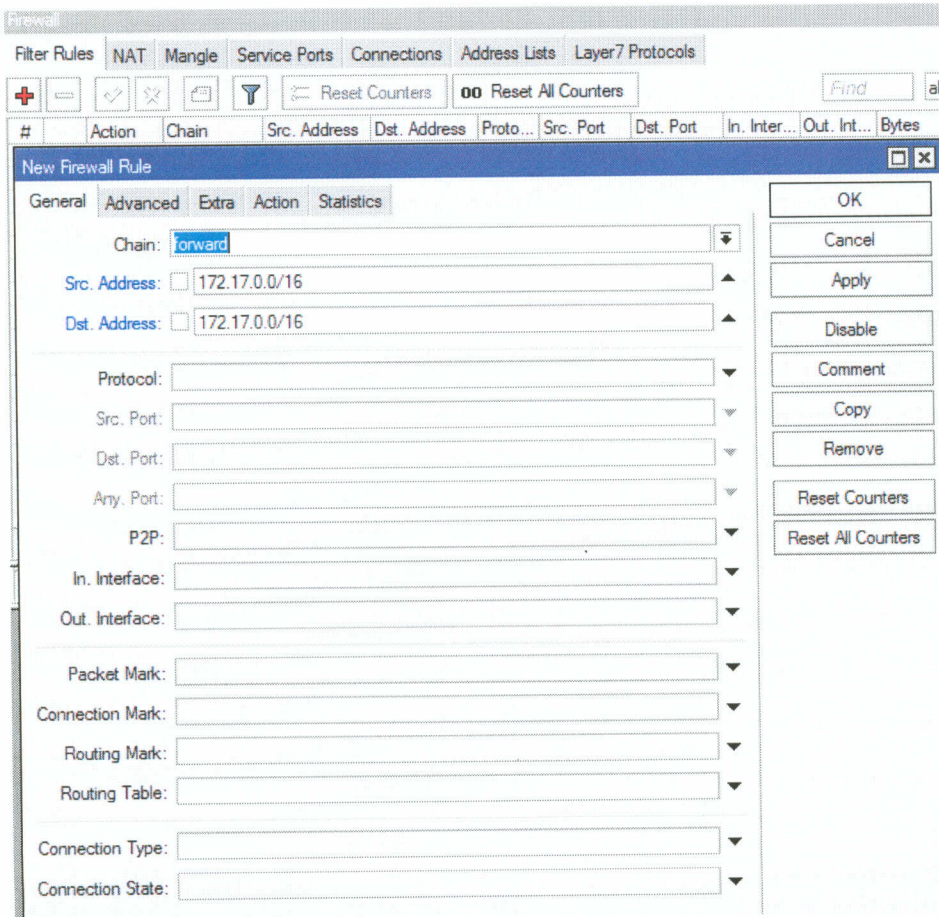 Firewall
Filter Rules NAT Mangle Service Ports Connections Address Lists Layer7 Protocols
Reset Counters 00 Reset All Counters Find
# Action Chain Src. Address Dst. Address Proto... Src. Port Dst. Port In. Inter... Out. Int... Bytes
New Firewall Rule
General Advanced Extra Action Statistics
OK
Chain: forward
Cancel
Src. Address: 172.17.0.0/16
Apply
Dst. Address: 172.17.0.0/16
Disable
Protocol:
Comment
Src. Port:
Copy
Dst. Port:
Remove
Any. Port:
Reset Counters
P2P:
Reset All Counters
In. Interface:
Out. Interface:
Packet Mark:
Connection Mark:
Routing Mark:
Routing Table:
Connection Type:
Connection State: